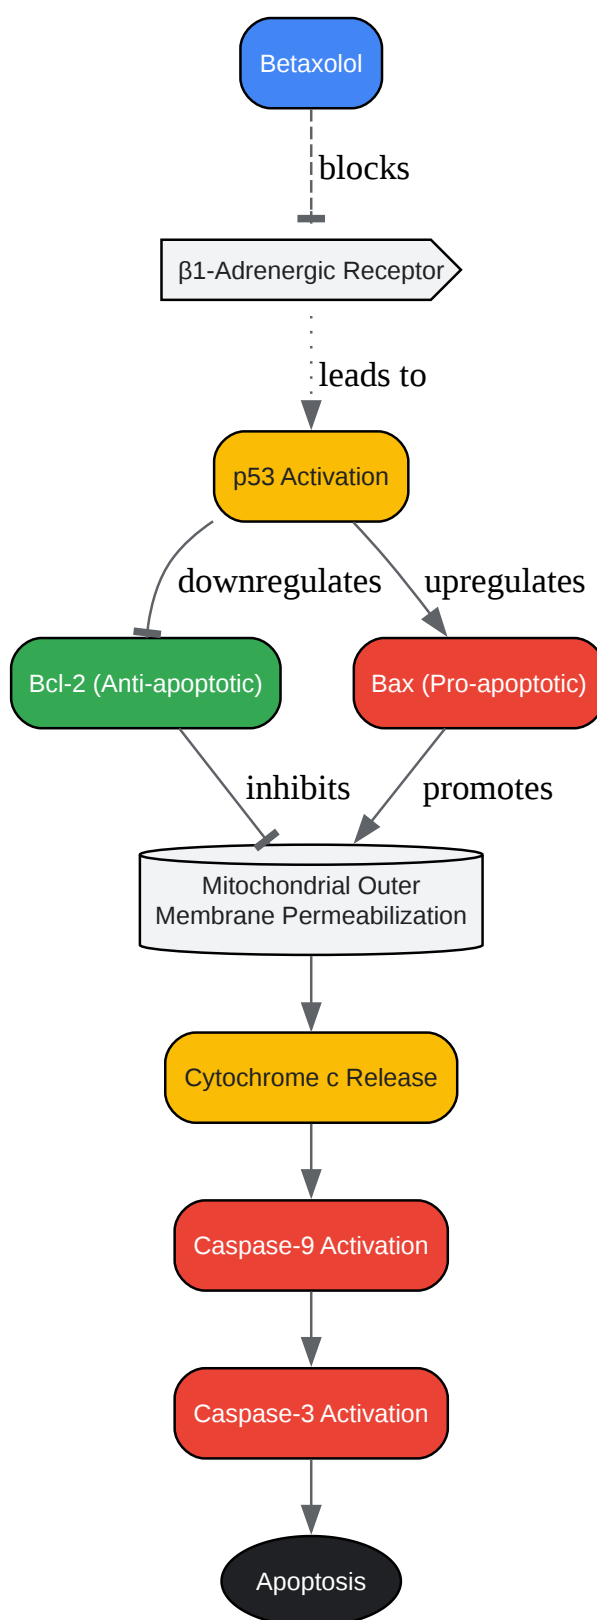 Betaxolol
blocks
β1-Adrenergic Receptor
leads to
p53 Activation
downregulates
upregulates
Bcl-2 (Anti-apoptotic)
Bax (Pro-apoptotic)
inhibits
promotes
Mitochondrial Outer
Membrane Permeabilization
Cytochrome c Release
Caspase-9 Activation
Caspase-3 Activation
Apoptosis